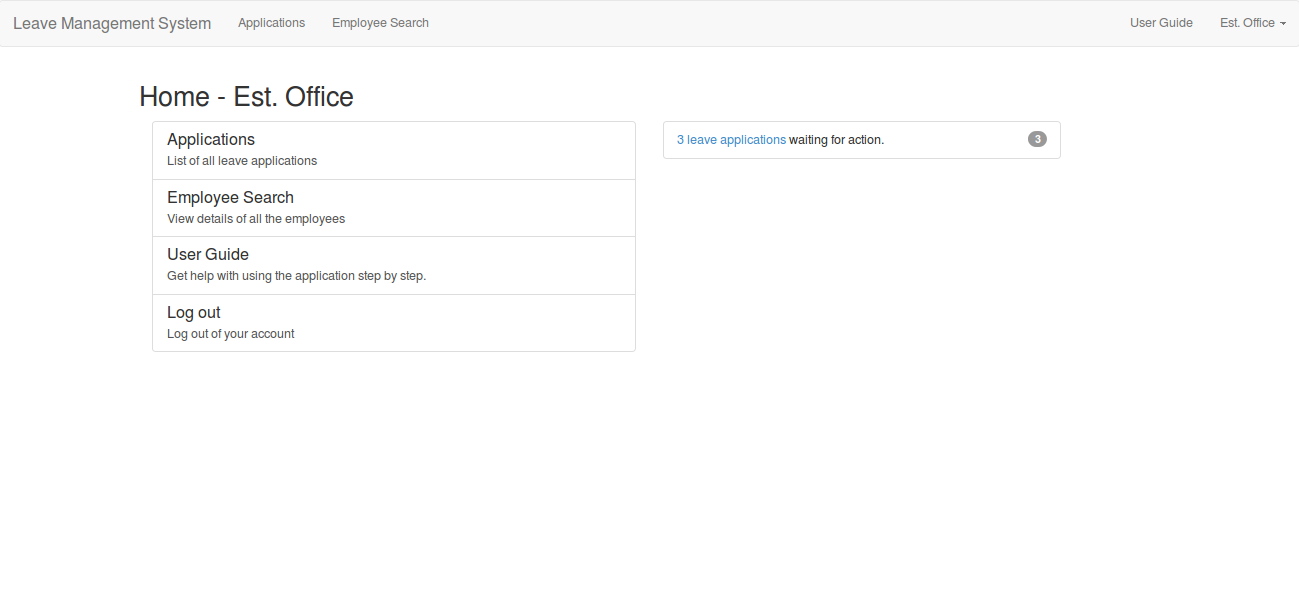 Leave Management System Applications Employee Search User Guide Est. Office
Home - Est. Office
Applications
List of all leave applications
Employee Search
View details of all the employees
User Guide
Get help with using the application step by step.
Log out
Log out of your account
3 leave applications waiting for action. 3